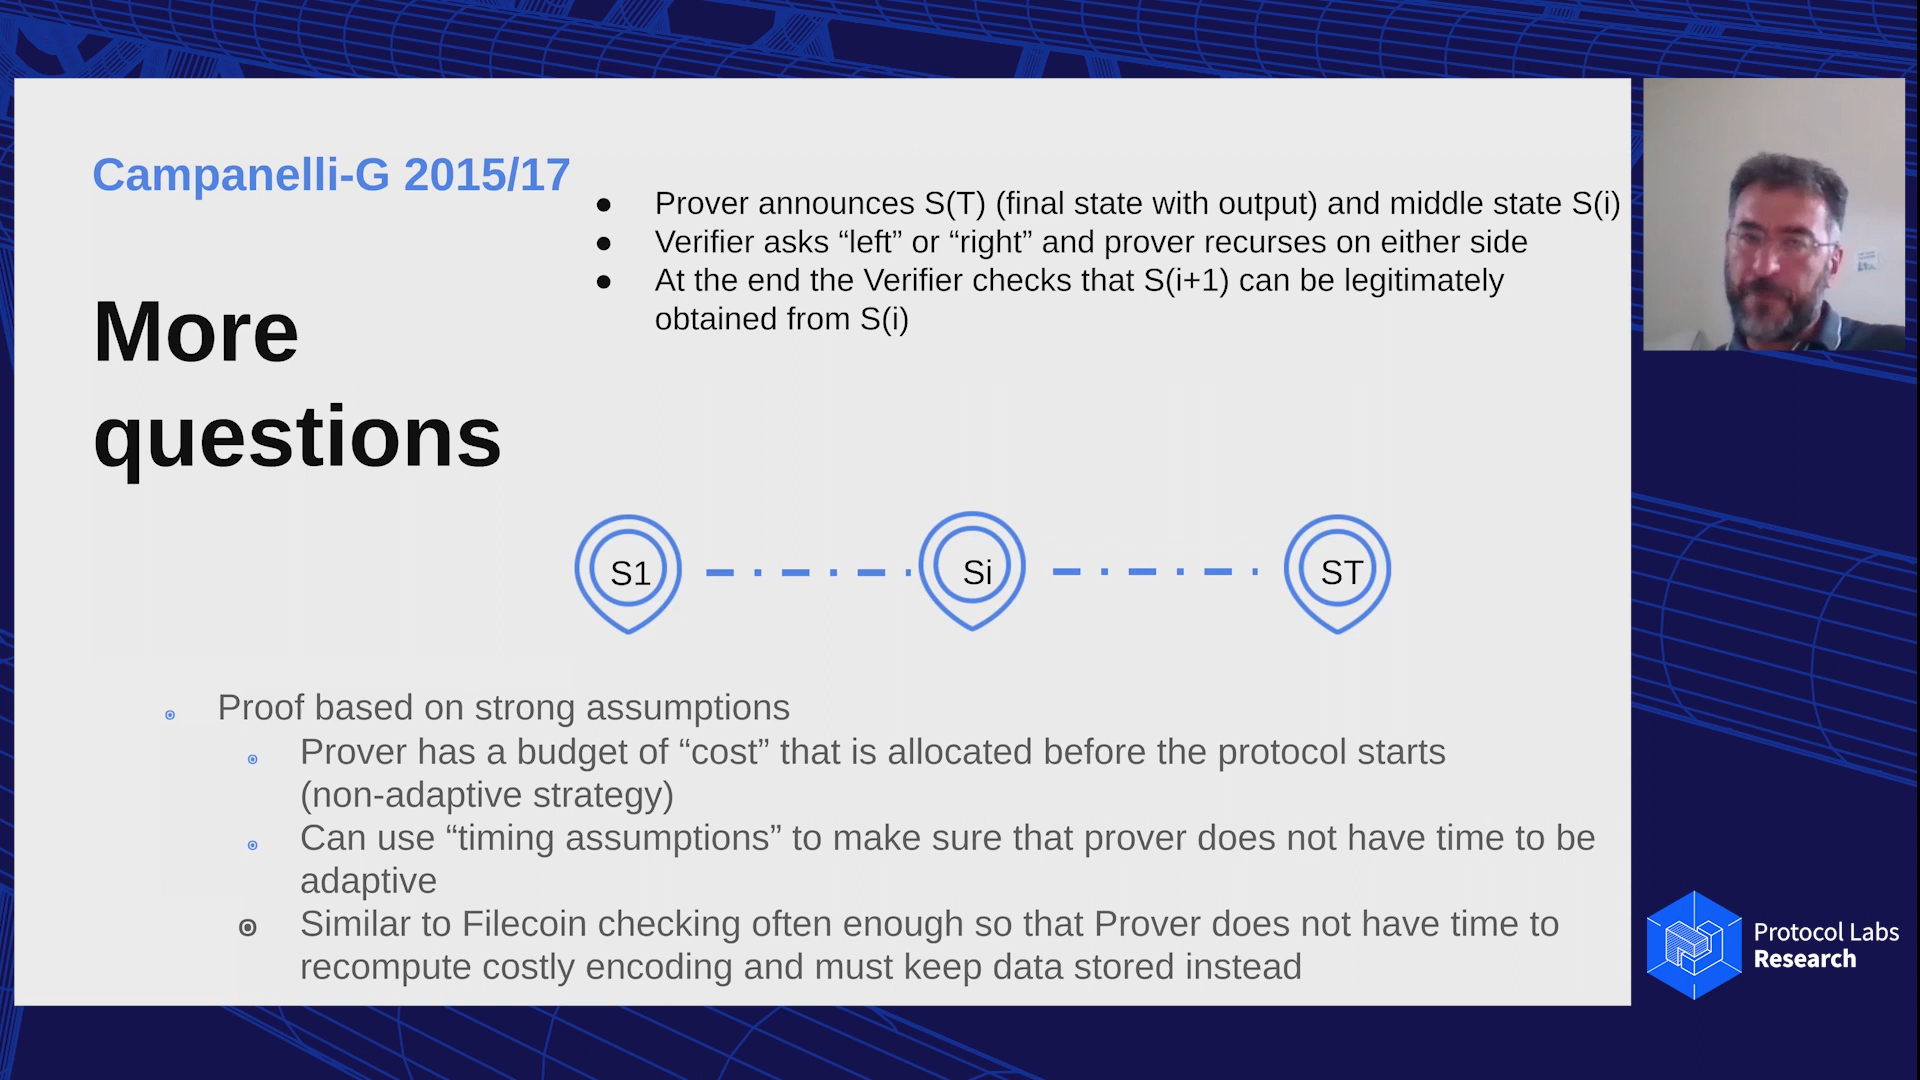 Campanelli-G 2015/17
More
questions
● Prover announces S(T) (final state with output) and middle state S(i)
● Verifier asks “left” or “right” and prover recurses on either side
● At the end the Verifier checks that S(i+1) can be legitimately
obtained from S(i)
S1 Si ST
Proof based on strong assumptions
Prover has a budget of “cost” that is allocated before the protocol starts
(non-adaptive strategy)
Can use “timing assumptions” to make sure that prover does not have time to be
adaptive
Similar to Filecoin checking often enough so that Prover does not have time to
recompute costly encoding and must keep data stored instead
Protocol Labs
Research